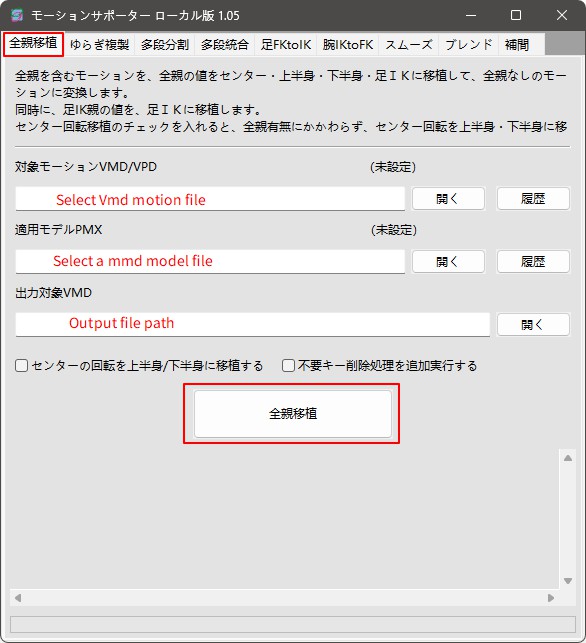 モーションサポーター ローカル版 1.05
全親移植 ゆらぎ複製 多段分割 多段統合 足FKtoIK 腕IKtoFK スムーズ ブレンド 補間
全親を含むモーションを、全親の値をセンター・上半身・下半身・足ＩＫに移植して、全親なしのモー
ションに変換します。
同時に、足IK親の値を、足ＩＫに移植します。
センター回転移植のチェックを入れると、全親有無にかかわらず、センター回転を上半身・下半身に移
対象モーションVMD/VPD (未設定)
Select Vmd motion file 開く 履歴
適用モデルPMX (未設定)
Select a mmd model file 開く 履歴
出力対象VMD
Output file path 開く
センターの回転を上半身/下半身に移植する 不要キー削除処理を追加実行する
全親移植